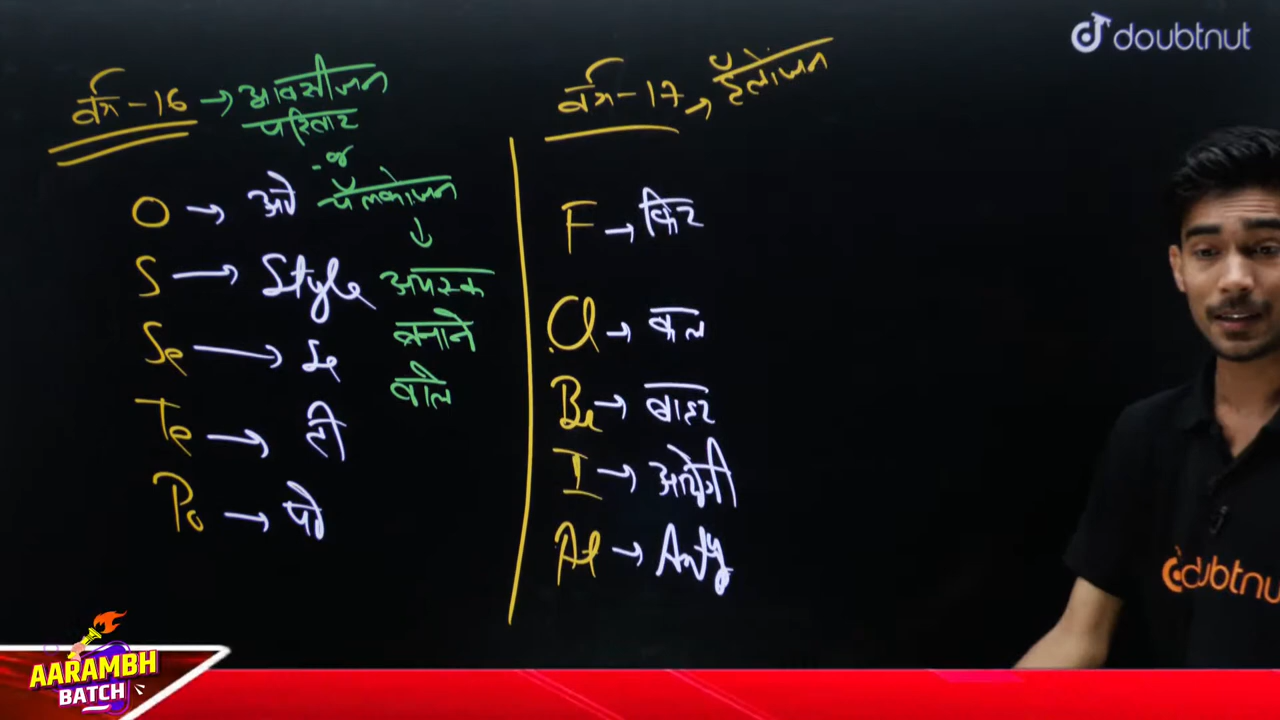 doubtnut
वर्ग-16 → आक्सीजन
परिवार
or
कैल्कोजन
↓
अयस्क
बनाने
वाले
O → ओ
S → Style
Se → से
Te → टी
Po → पो
वर्ग-17 → हैलोजन
F → फिर
Cl → कल
Br → बाहर
I → आयेगी
At → Anty
doubtnut
AARAMBH
BATCH